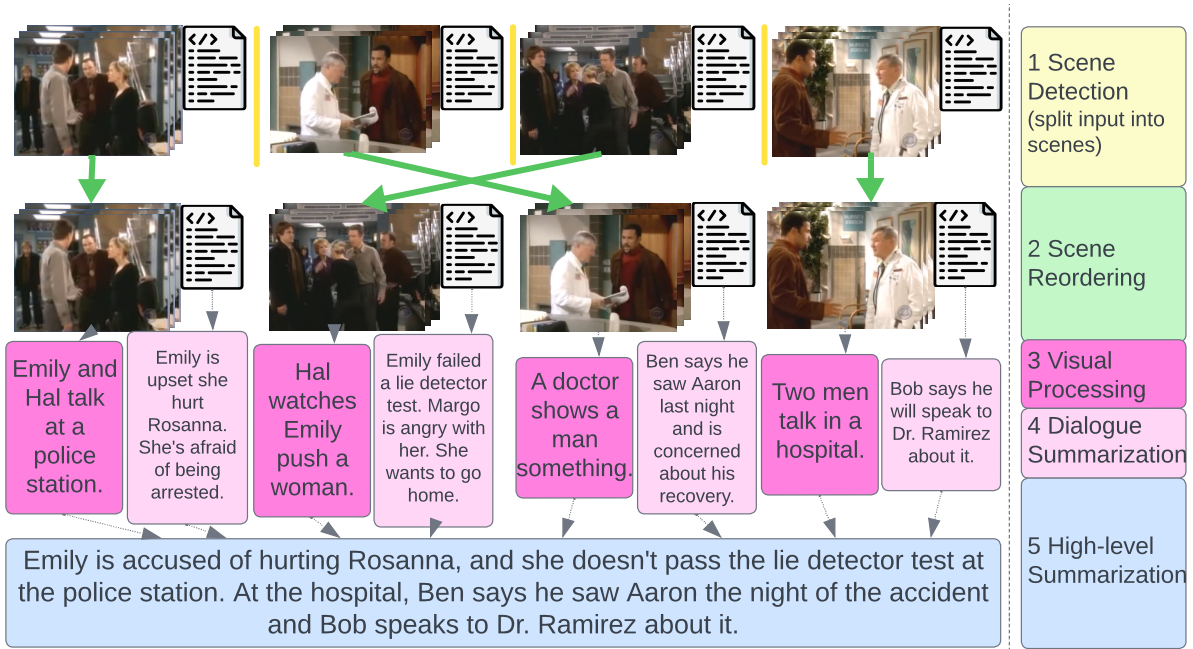 1 Scene
Detection
(split input into
scenes)
2 Scene
Reordering
Emily and
Hal talk
at a
police
station.
Emily is
upset she
hurt
Rosanna.
She's afraid
of being
arrested.
Hal
watches
Emily
push a
woman.
Emily failed
a lie detector
test. Margo
is angry with
her. She
wants to go
home.
A doctor
shows a
man
something.
Ben says he
saw Aaron
last night
and is
concerned
about his
recovery.
Two men
talk in a
hospital.
Bob says he
will speak to
Dr. Ramirez
about it.
3 Visual
Processing
4 Dialogue
Summarization
Emily is accused of hurting Rosanna, and she doesn't pass the lie detector test at
the police station. At the hospital, Ben says he saw Aaron the night of the accident
and Bob speaks to Dr. Ramirez about it.
5 High-level
Summarization